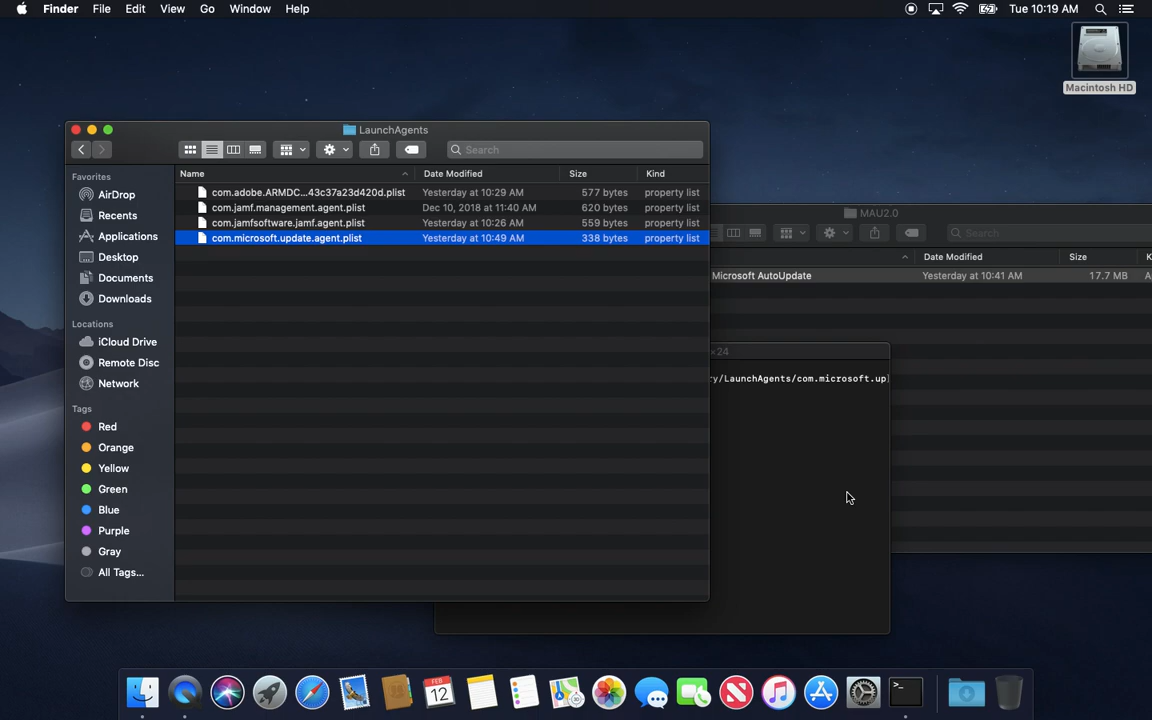 Finder File Edit View Go Window Help Tue 10:19 AM
Macintosh HD
LaunchAgents
Search
Favorites
AirDrop
Recents
Applications
Desktop
Documents
Downloads
Locations
iCloud Drive
Remote Disc
Network
Tags
Red
Orange
Yellow
Green
Blue
Purple
Gray
All Tags...
Name Date Modified Size Kind
com.adobe.ARMDC...43c37a23d420d.plist Yesterday at 10:29 AM 577 bytes property list
com.jamf.management.agent.plist Dec 10, 2018 at 11:40 AM 620 bytes property list
com.jamfsoftware.jamf.agent.plist Yesterday at 10:26 AM 559 bytes property list
com.microsoft.update.agent.plist Yesterday at 10:49 AM 338 bytes property list
MAU2.0
Search
Date Modified Size K
Microsoft AutoUpdate Yesterday at 10:41 AM 17.7 MB A
×24
ry/LaunchAgents/com.microsoft.up
FEB
12